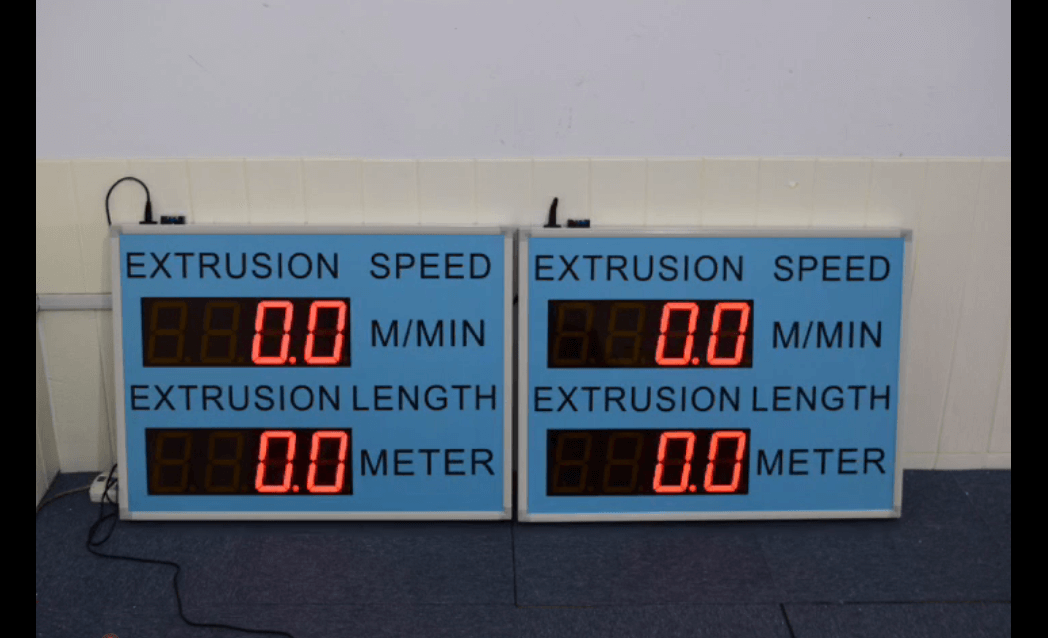 EXTRUSION SPEED
0.0 M/MIN
EXTRUSION LENGTH
0.0 METER
EXTRUSION SPEED
0.0 M/MIN
EXTRUSION LENGTH
0.0 METER